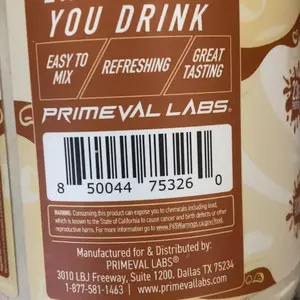 YOU DRINK
EASY TO
MIX
REFRESHING
GREAT
TASTING
PRIMEVAL LABS®
8 50044 75326 0
WARNING: Consuming this product can expose you to chemicals including lead,
which is known to the State of California to cause cancer and birth defects or other
reproductive harm. For more information go to www.P65Warnings.ca.gov/food.
Manufactured for & Distributed by:
PRIMEVAL LABS®
3010 LBJ Freeway, Suite 1200. Dallas TX 75234
1-877-581-1463 | www.primevallabs.com